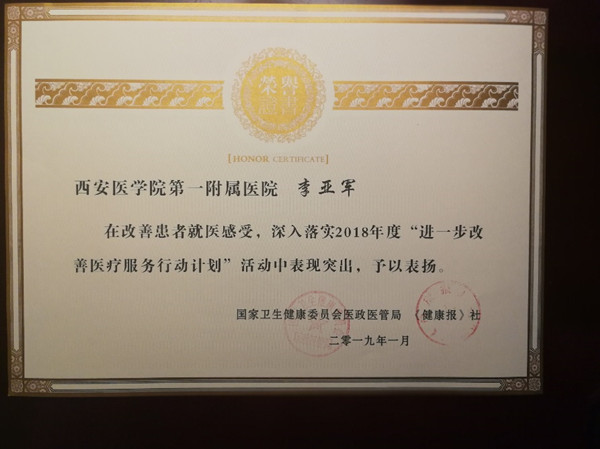 荣誉证书
[HONOR CERTIFICATE]
西安医学院第一附属医院 李亚军
在改善患者就医感受，深入落实2018年度“进一步改
善医疗服务行动计划”活动中表现突出，予以表扬。
国家卫生健康委员会医政医管局 《健康报》社
二零一九年一月